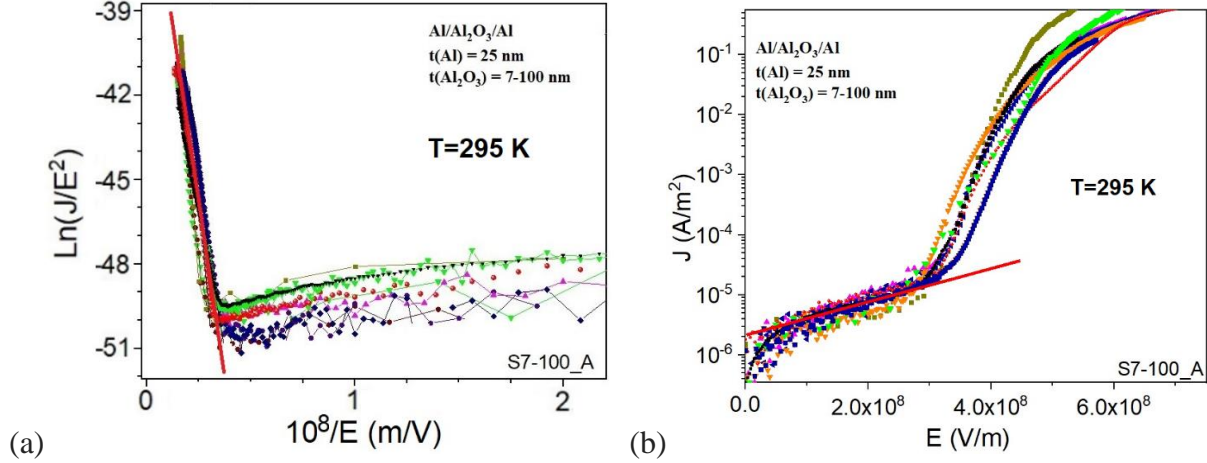 -39
-42
-45
-48
-51
Ln(J/E²)
Al/Al₂O₃/Al
t(Al) = 25 nm
t(Al₂O₃) = 7-100 nm
T=295 K
S7-100_A
0 1 2
10⁸/E (m/V)
(a)
10⁻¹
10⁻²
10⁻³
10⁻⁴
10⁻⁵
10⁻⁶
J (A/m²)
Al/Al₂O₃/Al
t(Al) = 25 nm
t(Al₂O₃) = 7-100 nm
T=295 K
S7-100_A
0.0 2.0x10⁸ 4.0x10⁸ 6.0x10⁸
E (V/m)
(b)